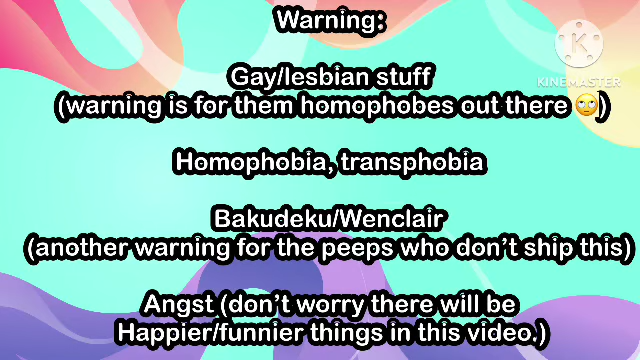 Warning:
K
KINEMASTER
Gay/lesbian stuff
(warning is for them homophobes out there 🙄)
Homophobia, transphobia
Bakudeku/Wenclair
(another warning for the peeps who don't ship this)
Angst (don't worry there will be
Happier/funnier things in this video.)